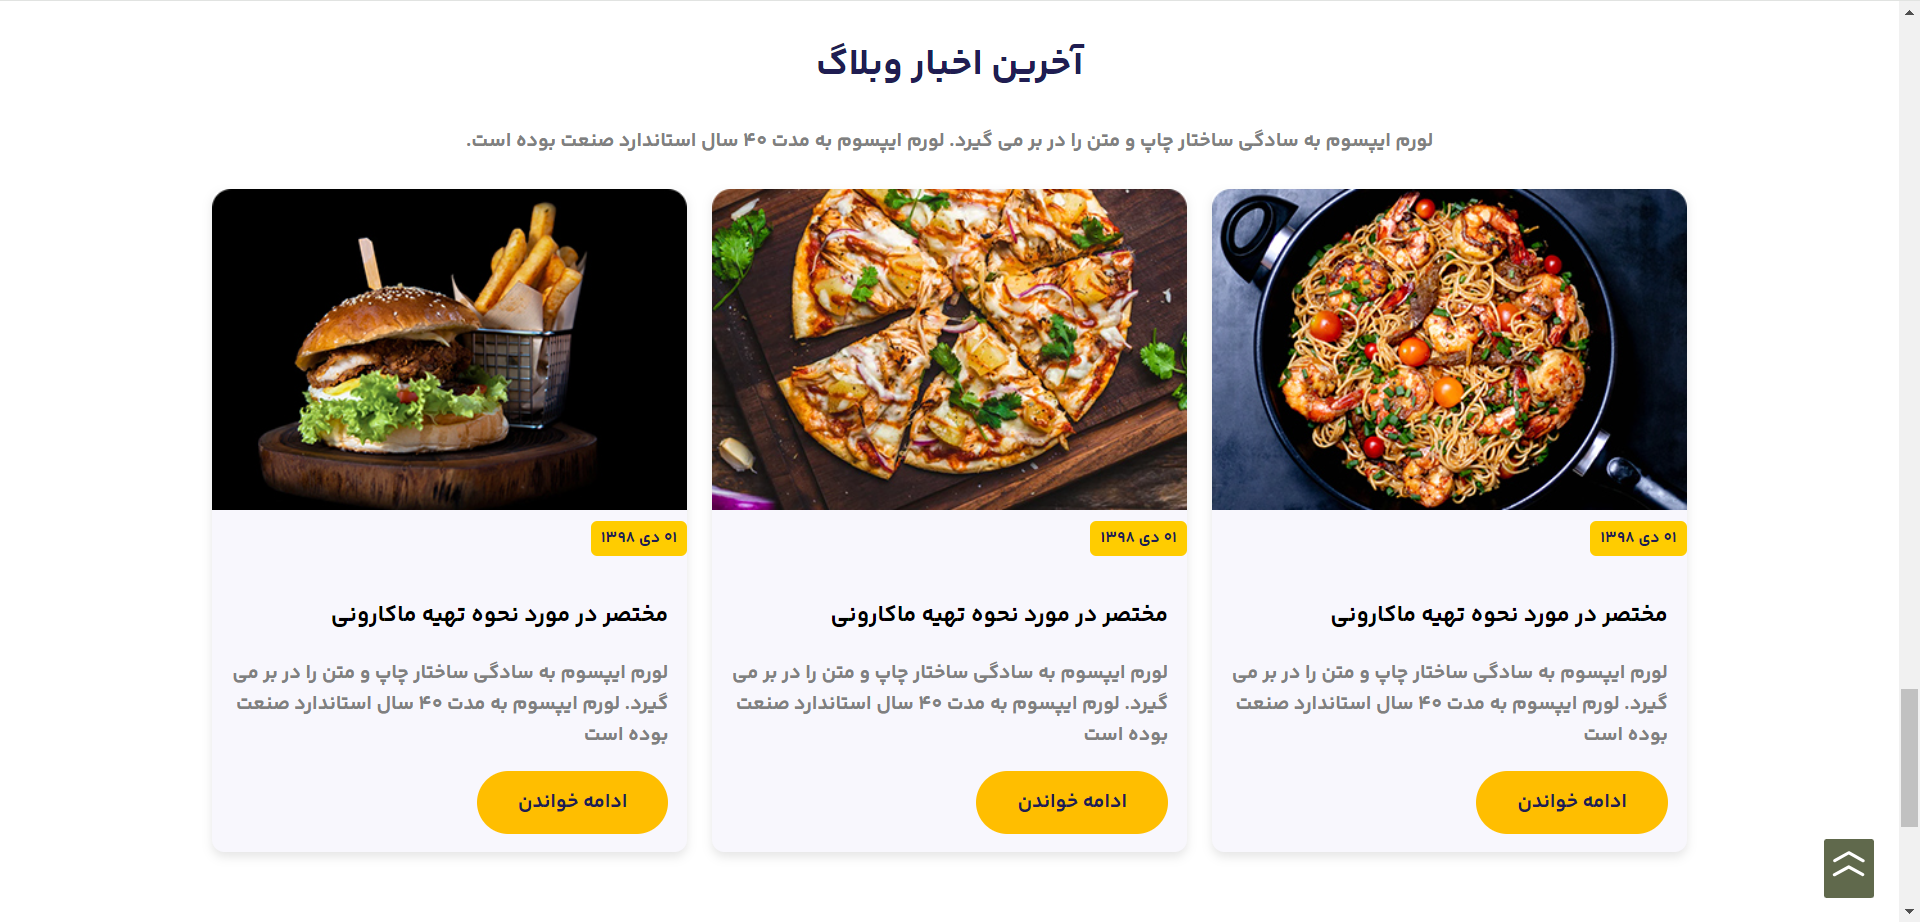 آخرین اخبار وبلاگ
لورم ایپسوم به سادگی ساختار چاپ و متن را در بر می گیرد. لورم ایپسوم به مدت ۴۰ سال استاندارد صنعت بوده است.
۰۱ دی ۱۳۹۸
مختصر در مورد نحوه تهیه ماکارونی
لورم ایپسوم به سادگی ساختار چاپ و متن را در بر می
گیرد. لورم ایپسوم به مدت ۴۰ سال استاندارد صنعت
بوده است
ادامه خواندن
۰۱ دی ۱۳۹۸
مختصر در مورد نحوه تهیه ماکارونی
لورم ایپسوم به سادگی ساختار چاپ و متن را در بر می
گیرد. لورم ایپسوم به مدت ۴۰ سال استاندارد صنعت
بوده است
ادامه خواندن
۰۱ دی ۱۳۹۸
مختصر در مورد نحوه تهیه ماکارونی
لورم ایپسوم به سادگی ساختار چاپ و متن را در بر می
گیرد. لورم ایپسوم به مدت ۴۰ سال استاندارد صنعت
بوده است
ادامه خواندن